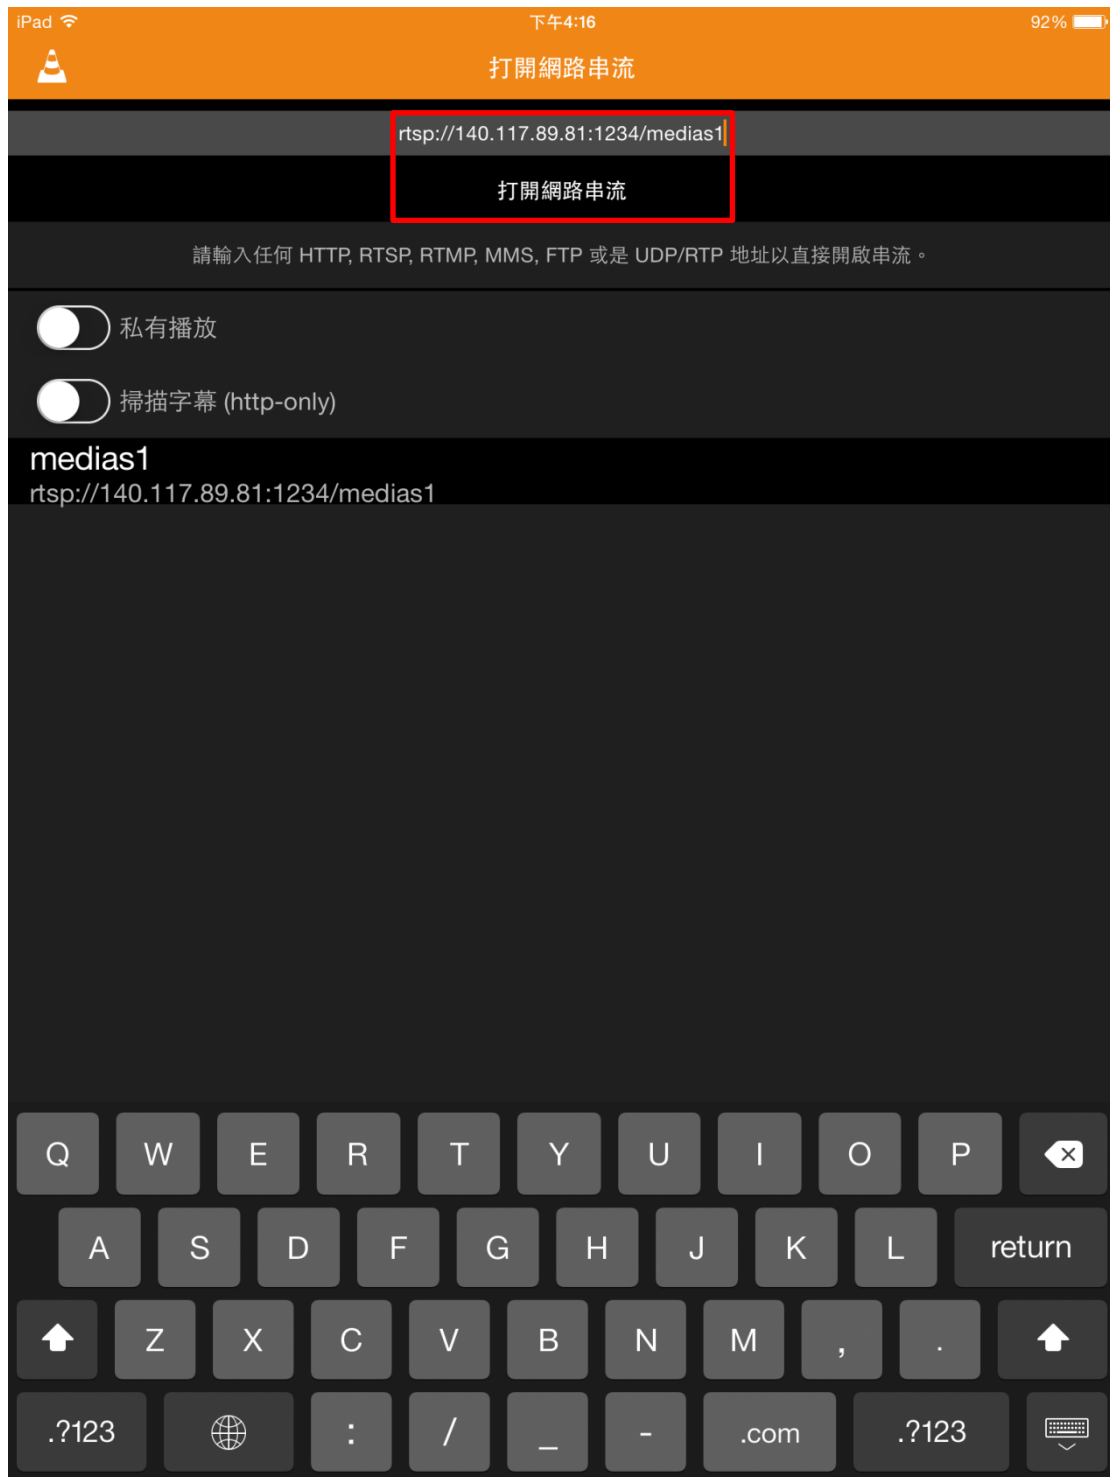 iPad 下午4:16 92%
打開網路串流
rtsp://140.117.89.81:1234/medias1
打開網路串流
請輸入任何 HTTP, RTSP, RTMP, MMS, FTP 或是 UDP/RTP 地址以直接開啟串流。
私有播放
掃描字幕 (http-only)
medias1
rtsp://140.117.89.81:1234/medias1
Q W E R T Y U I O P
A S D F G H J K L return
Z X C V B N M , .
.?123 : / _ - .com .?123